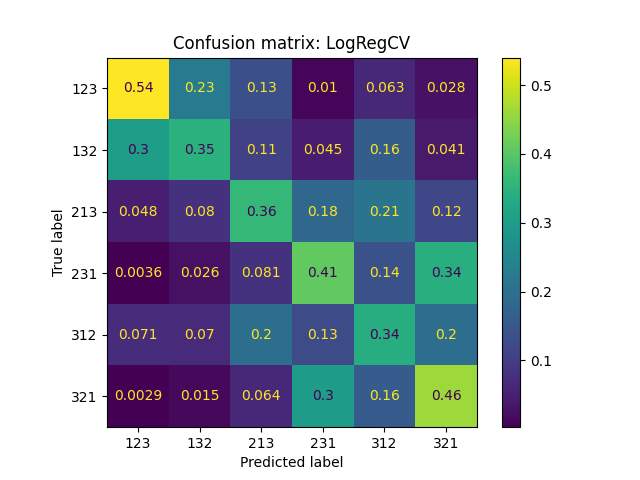 Confusion matrix: LogRegCV
123 0.54 0.23 0.13 0.01 0.063 0.028
132 0.3 0.35 0.11 0.045 0.16 0.041
213 0.048 0.08 0.36 0.18 0.21 0.12
231 0.0036 0.026 0.081 0.41 0.14 0.34
312 0.071 0.07 0.2 0.13 0.34 0.2
321 0.0029 0.015 0.064 0.3 0.16 0.46
123 132 213 231 312 321
Predicted label
True label
0.5
0.4
0.3
0.2
0.1